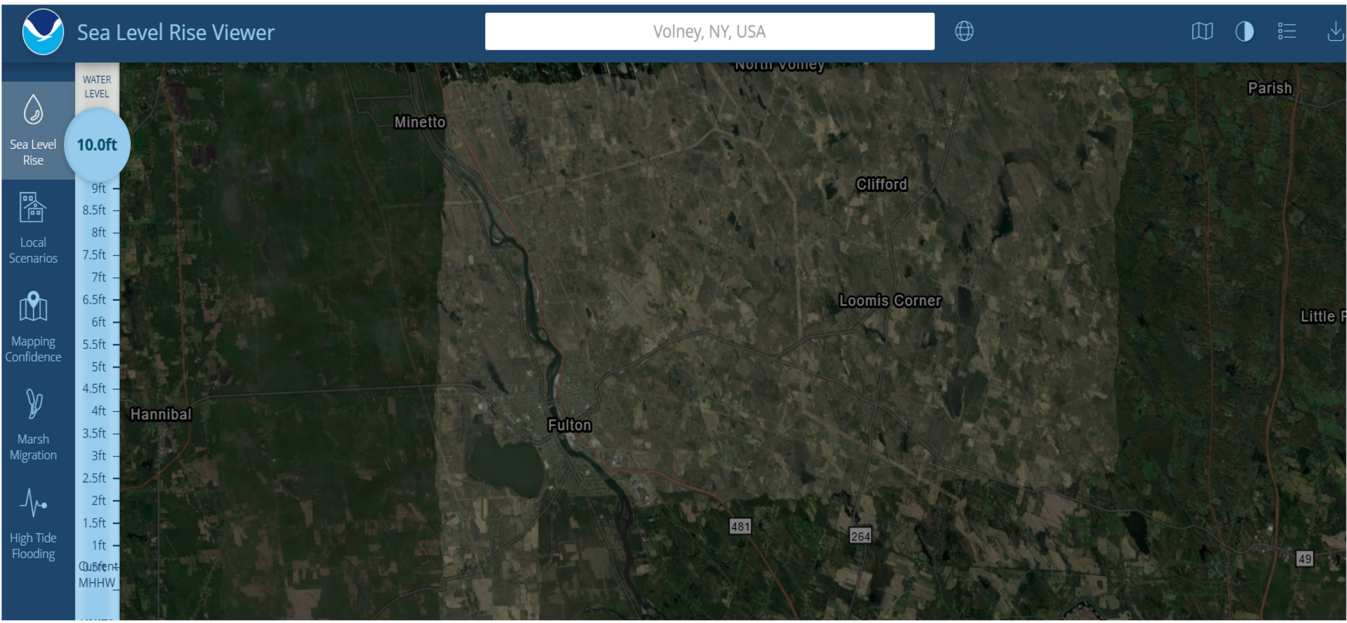 Sea Level Rise Viewer
Volney, NY, USA
WATER
LEVEL
10.0ft
9ft
8.5ft
8ft
7.5ft
7ft
6.5ft
6ft
5.5ft
5ft
4.5ft
4ft
3.5ft
3ft
2.5ft
2ft
1.5ft
1ft
0.5ft
Current
MHHW
Sea Level
Rise
Local
Scenarios
Mapping
Confidence
Marsh
Migration
High Tide
Flooding
North Volney
Parish
Minetto
Clifford
Loomis Corner
Little
Hannibal
Fulton
481
264
49